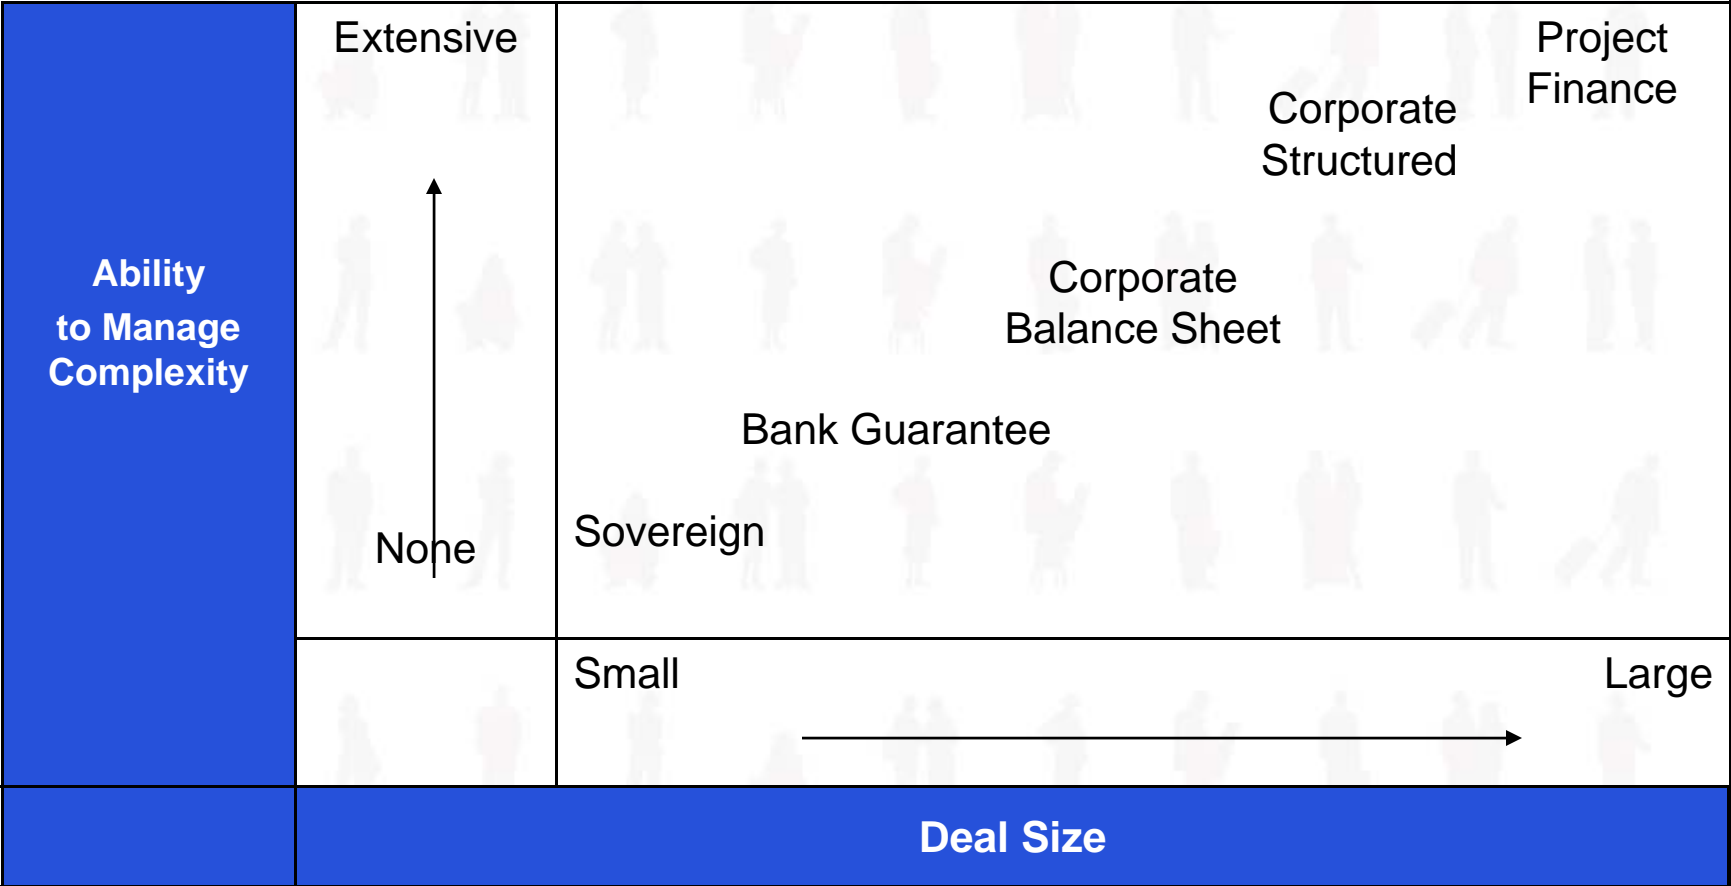 Extensive
Project
Finance
Corporate
Structured
Ability
to Manage
Complexity
Corporate
Balance Sheet
Bank Guarantee
None
Sovereign
Small
Large
Deal Size